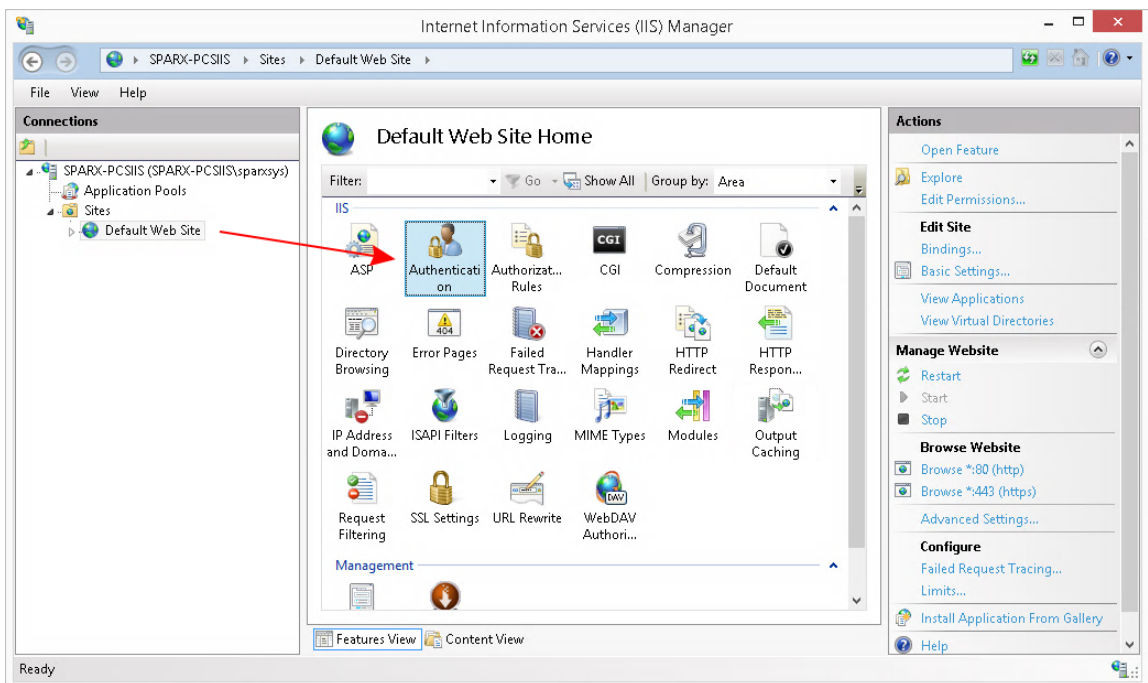 Internet Information Services (IIS) Manager
SPARX-PCSIIS Sites Default Web Site
File View Help
Connections
SPARX-PCSIIS (SPARX-PCSIIS\sparxsys)
Application Pools
Sites
Default Web Site
Default Web Site Home
Filter: Go Show All Group by: Area
IIS
ASP
Authenticati
on
Authorizat...
Rules
CGI
CGI
Compression
Default
Document
Directory
Browsing
404
Error Pages
Failed
Request Tra...
Handler
Mappings
HTTP
Redirect
HTTP
Respon...
IP Address
and Doma...
ISAPI Filters
Logging
MIME Types
Modules
Output
Caching
Request
Filtering
SSL Settings
URL Rewrite
DAV
WebDAV
Authori...
Management
Features View Content View
Actions
Open Feature
Explore
Edit Permissions...
Edit Site
Bindings...
Basic Settings...
View Applications
View Virtual Directories
Manage Website
Restart
Start
Stop
Browse Website
Browse *:80 (http)
Browse *:443 (https)
Advanced Settings...
Configure
Failed Request Tracing...
Limits...
Install Application From Gallery
Help
Ready